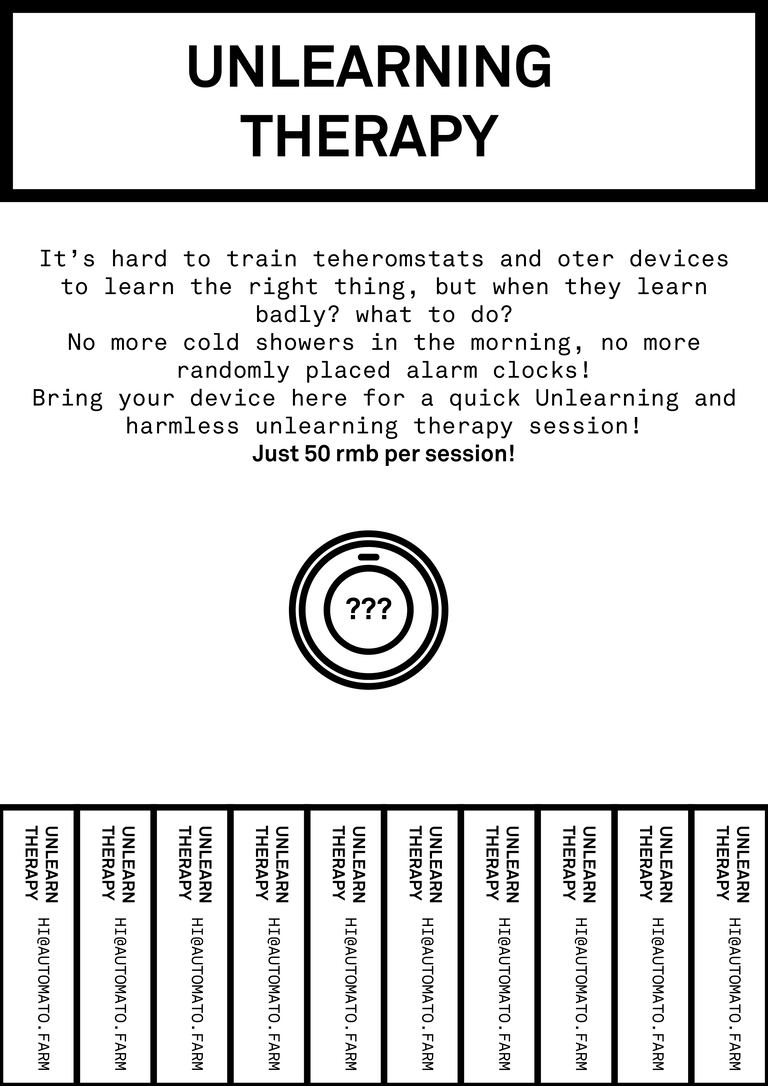 UNLEARNING
THERAPY
It’s hard to train teheromstats and oter devices
to learn the right thing, but when they learn
badly? what to do?
No more cold showers in the morning, no more
randomly placed alarm clocks!
Bring your device here for a quick Unlearning and
harmless unlearning therapy session!
Just 50 rmb per session!
???
UNLEARN
THERAPY
HI@AUTOMATO.FARM
UNLEARN
THERAPY
HI@AUTOMATO.FARM
UNLEARN
THERAPY
HI@AUTOMATO.FARM
UNLEARN
THERAPY
HI@AUTOMATO.FARM
UNLEARN
THERAPY
HI@AUTOMATO.FARM
UNLEARN
THERAPY
HI@AUTOMATO.FARM
UNLEARN
THERAPY
HI@AUTOMATO.FARM
UNLEARN
THERAPY
HI@AUTOMATO.FARM
UNLEARN
THERAPY
HI@AUTOMATO.FARM
UNLEARN
THERAPY
HI@AUTOMATO.FARM